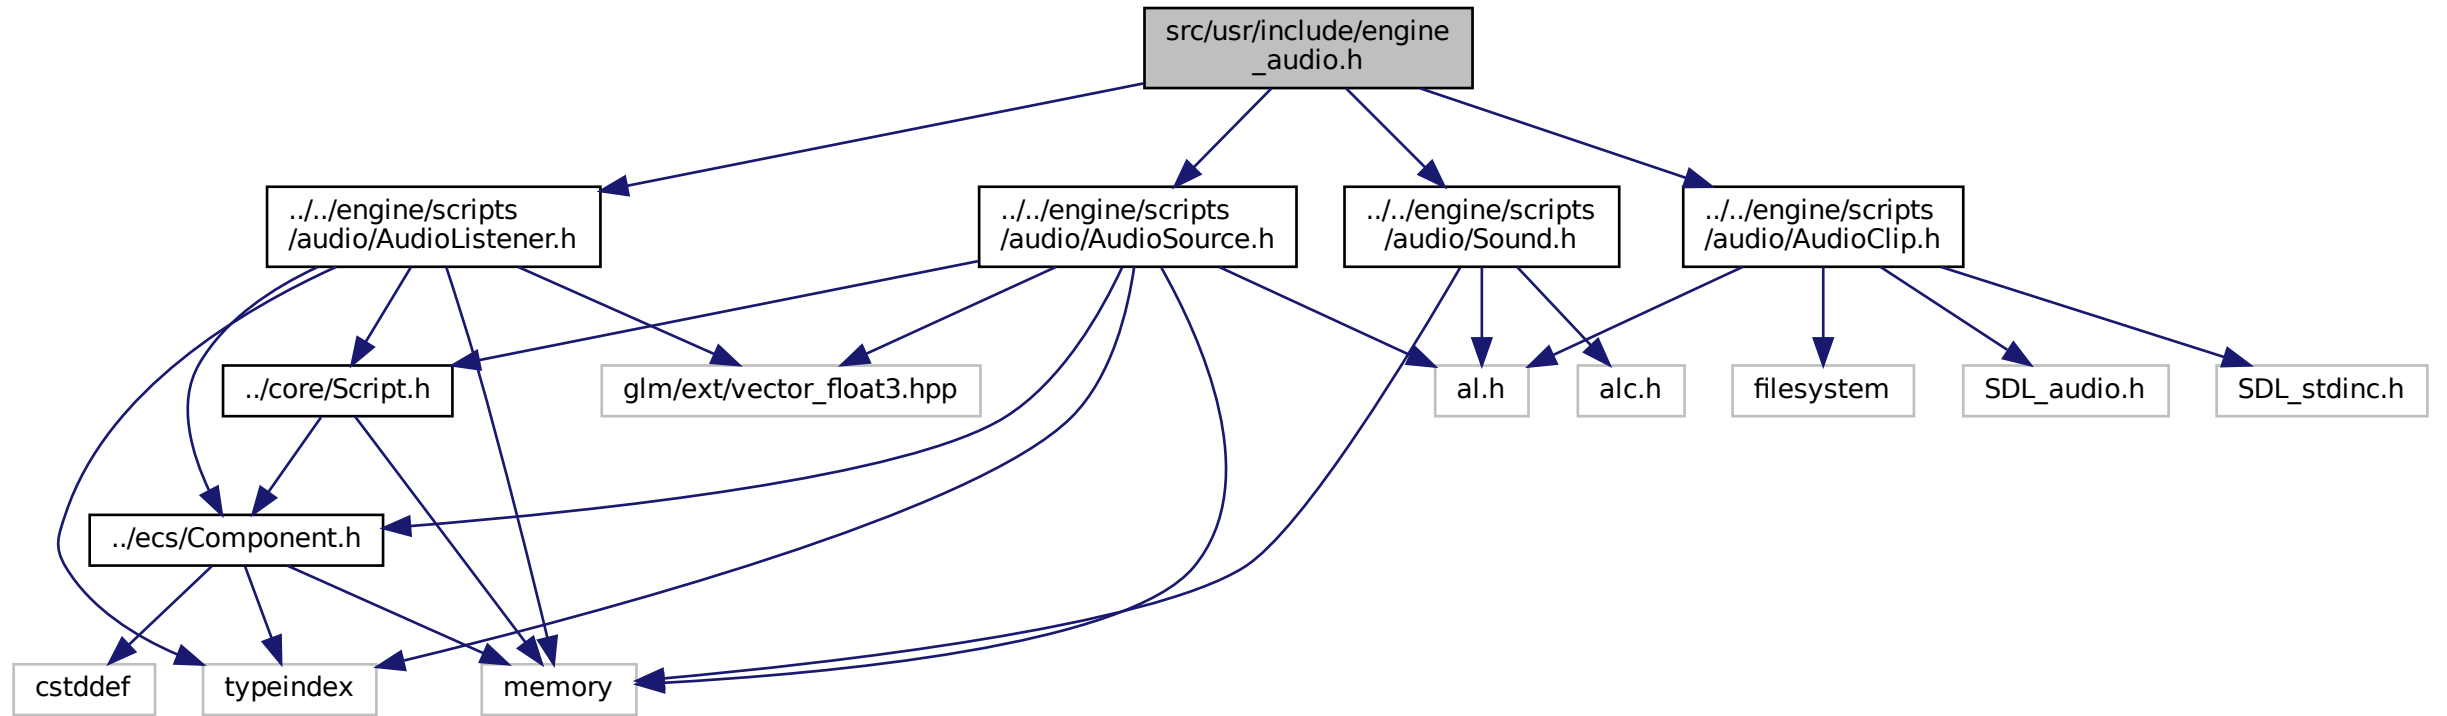 src/usr/include/engine
_audio.h
../../engine/scripts
/audio/AudioListener.h
../../engine/scripts
/audio/AudioSource.h
../../engine/scripts
/audio/Sound.h
../../engine/scripts
/audio/AudioClip.h
../core/Script.h
glm/ext/vector_float3.hpp
al.h
alc.h
filesystem
SDL_audio.h
SDL_stdinc.h
../ecs/Component.h
cstddef
typeindex
memory